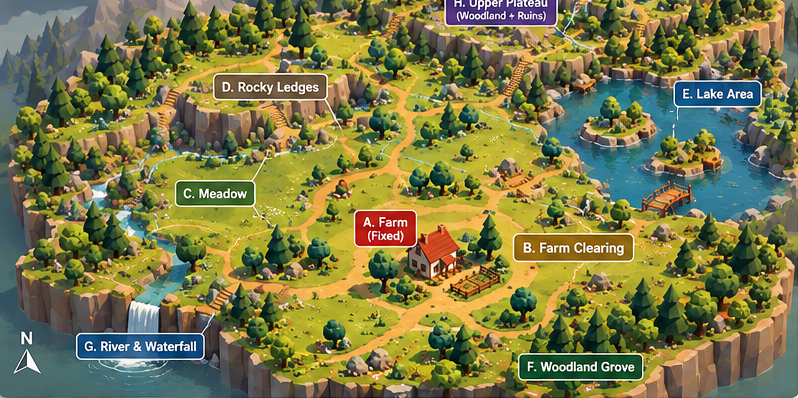 H. Upper Plateau
(Woodland + Ruins)
D. Rocky Ledges
E. Lake Area
C. Meadow
A. Farm
(Fixed)
B. Farm Clearing
N
G. River & Waterfall
F. Woodland Grove